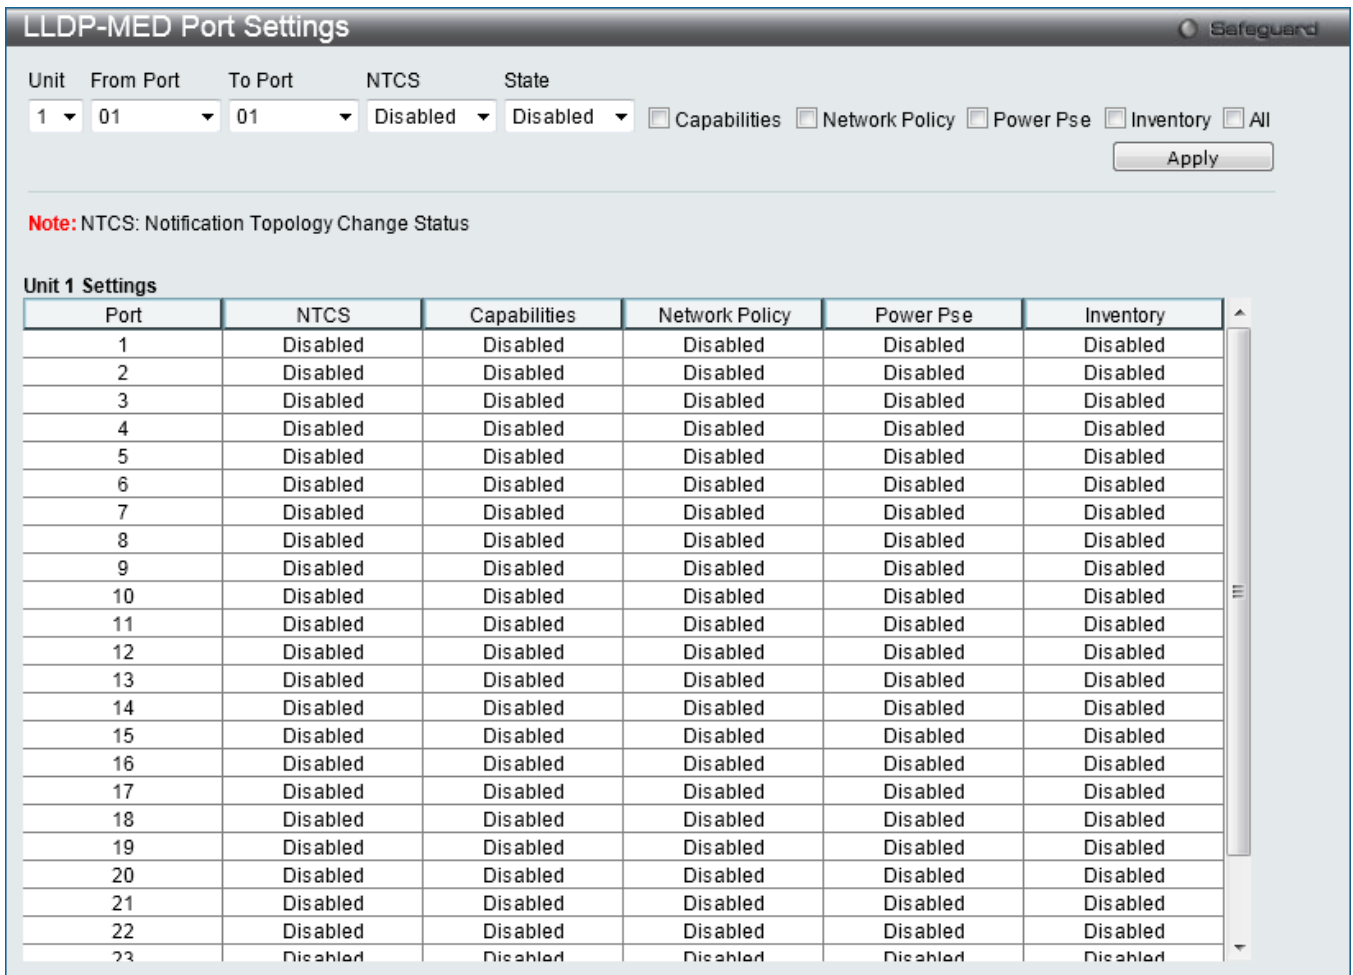 LLDP-MED Port Settings Safeguard
Unit From Port To Port NTCS State
1 01 01 Disabled Disabled Capabilities Network Policy Power Pse Inventory All
Apply
Note: NTCS: Notification Topology Change Status
Unit 1 Settings
Port NTCS Capabilities Network Policy Power Pse Inventory
1 Disabled Disabled Disabled Disabled Disabled
2 Disabled Disabled Disabled Disabled Disabled
3 Disabled Disabled Disabled Disabled Disabled
4 Disabled Disabled Disabled Disabled Disabled
5 Disabled Disabled Disabled Disabled Disabled
6 Disabled Disabled Disabled Disabled Disabled
7 Disabled Disabled Disabled Disabled Disabled
8 Disabled Disabled Disabled Disabled Disabled
9 Disabled Disabled Disabled Disabled Disabled
10 Disabled Disabled Disabled Disabled Disabled
11 Disabled Disabled Disabled Disabled Disabled
12 Disabled Disabled Disabled Disabled Disabled
13 Disabled Disabled Disabled Disabled Disabled
14 Disabled Disabled Disabled Disabled Disabled
15 Disabled Disabled Disabled Disabled Disabled
16 Disabled Disabled Disabled Disabled Disabled
17 Disabled Disabled Disabled Disabled Disabled
18 Disabled Disabled Disabled Disabled Disabled
19 Disabled Disabled Disabled Disabled Disabled
20 Disabled Disabled Disabled Disabled Disabled
21 Disabled Disabled Disabled Disabled Disabled
22 Disabled Disabled Disabled Disabled Disabled
23 Disabled Disabled Disabled Disabled Disabled